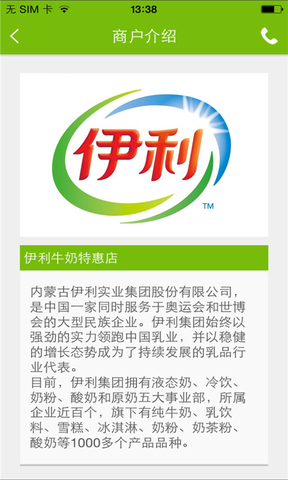 无 SIM 卡 13:38
商户介绍
伊利
TM
伊利牛奶特惠店
内蒙古伊利实业集团股份有限公司，
是中国一家同时服务于奥运会和世博
会的大型民族企业。伊利集团始终以
强劲的实力领跑中国乳业，并以稳健
的增长态势成为了持续发展的乳品行
业代表。
目前，伊利集团拥有液态奶、冷饮、
奶粉、酸奶和原奶五大事业部，所属
企业近百个，旗下有纯牛奶、乳饮
料、雪糕、冰淇淋、奶粉、奶茶粉、
酸奶等1000多个产品品种。